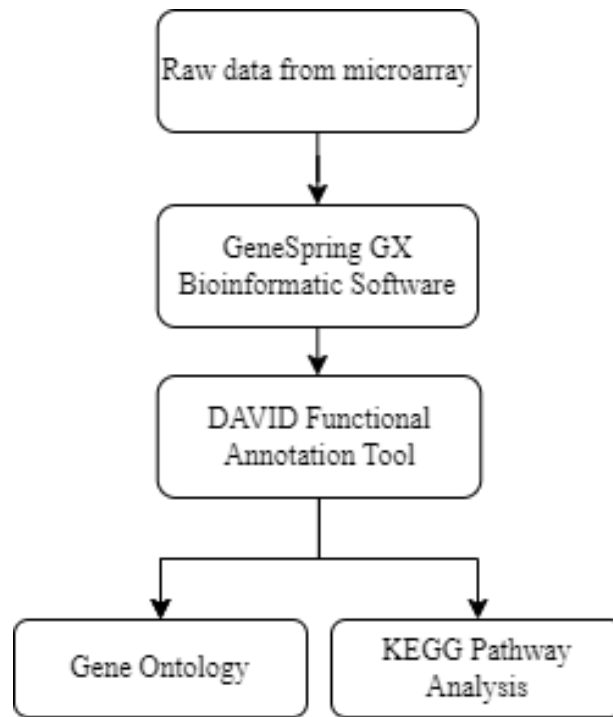 Raw data from microarray
GeneSpring GX
Bioinformatic Software
DAVID Functional
Annotation Tool
Gene Ontology
KEGG Pathway
Analysis